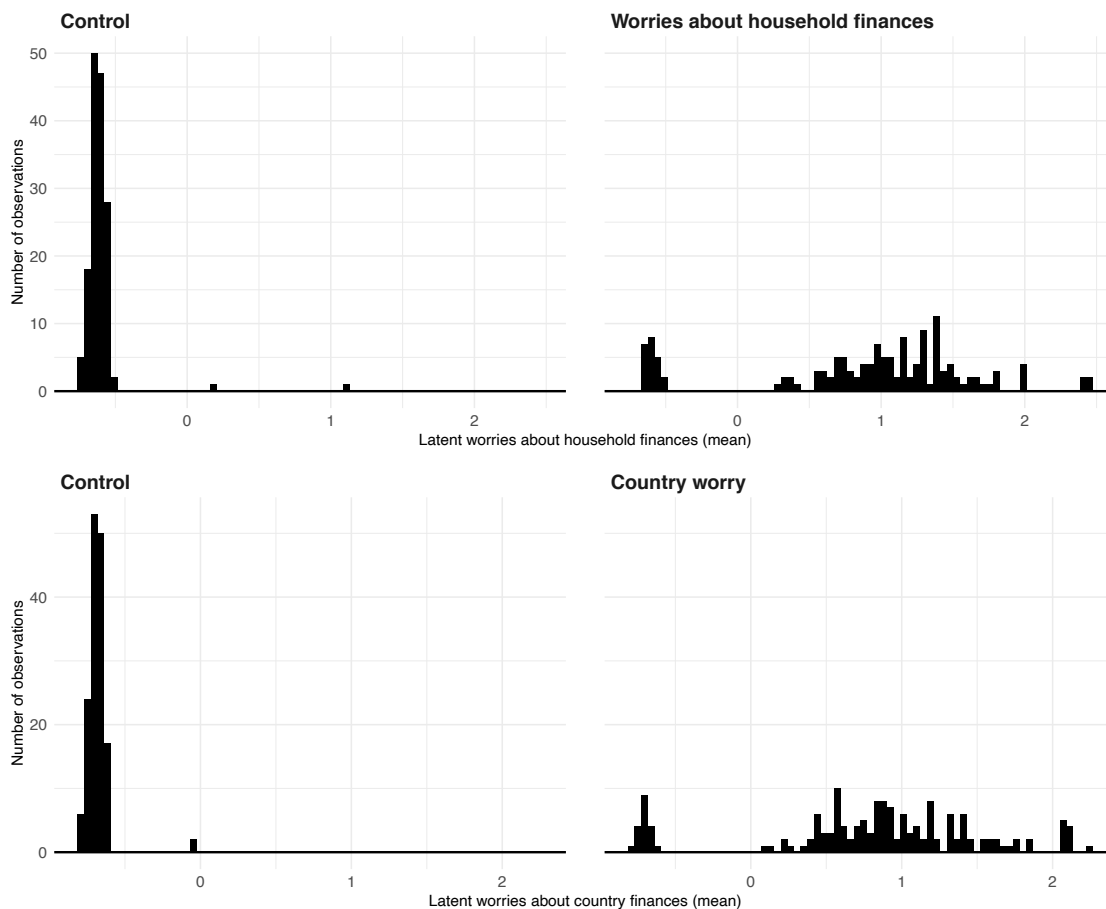 Control
Worries about household finances
50
40
30
20
10
0
Number of observations
0 1 2
0 1 2
Latent worries about household finances (mean)
Control
Country worry
40
20
0
Number of observations
0 1 2
0 1 2
Latent worries about country finances (mean)